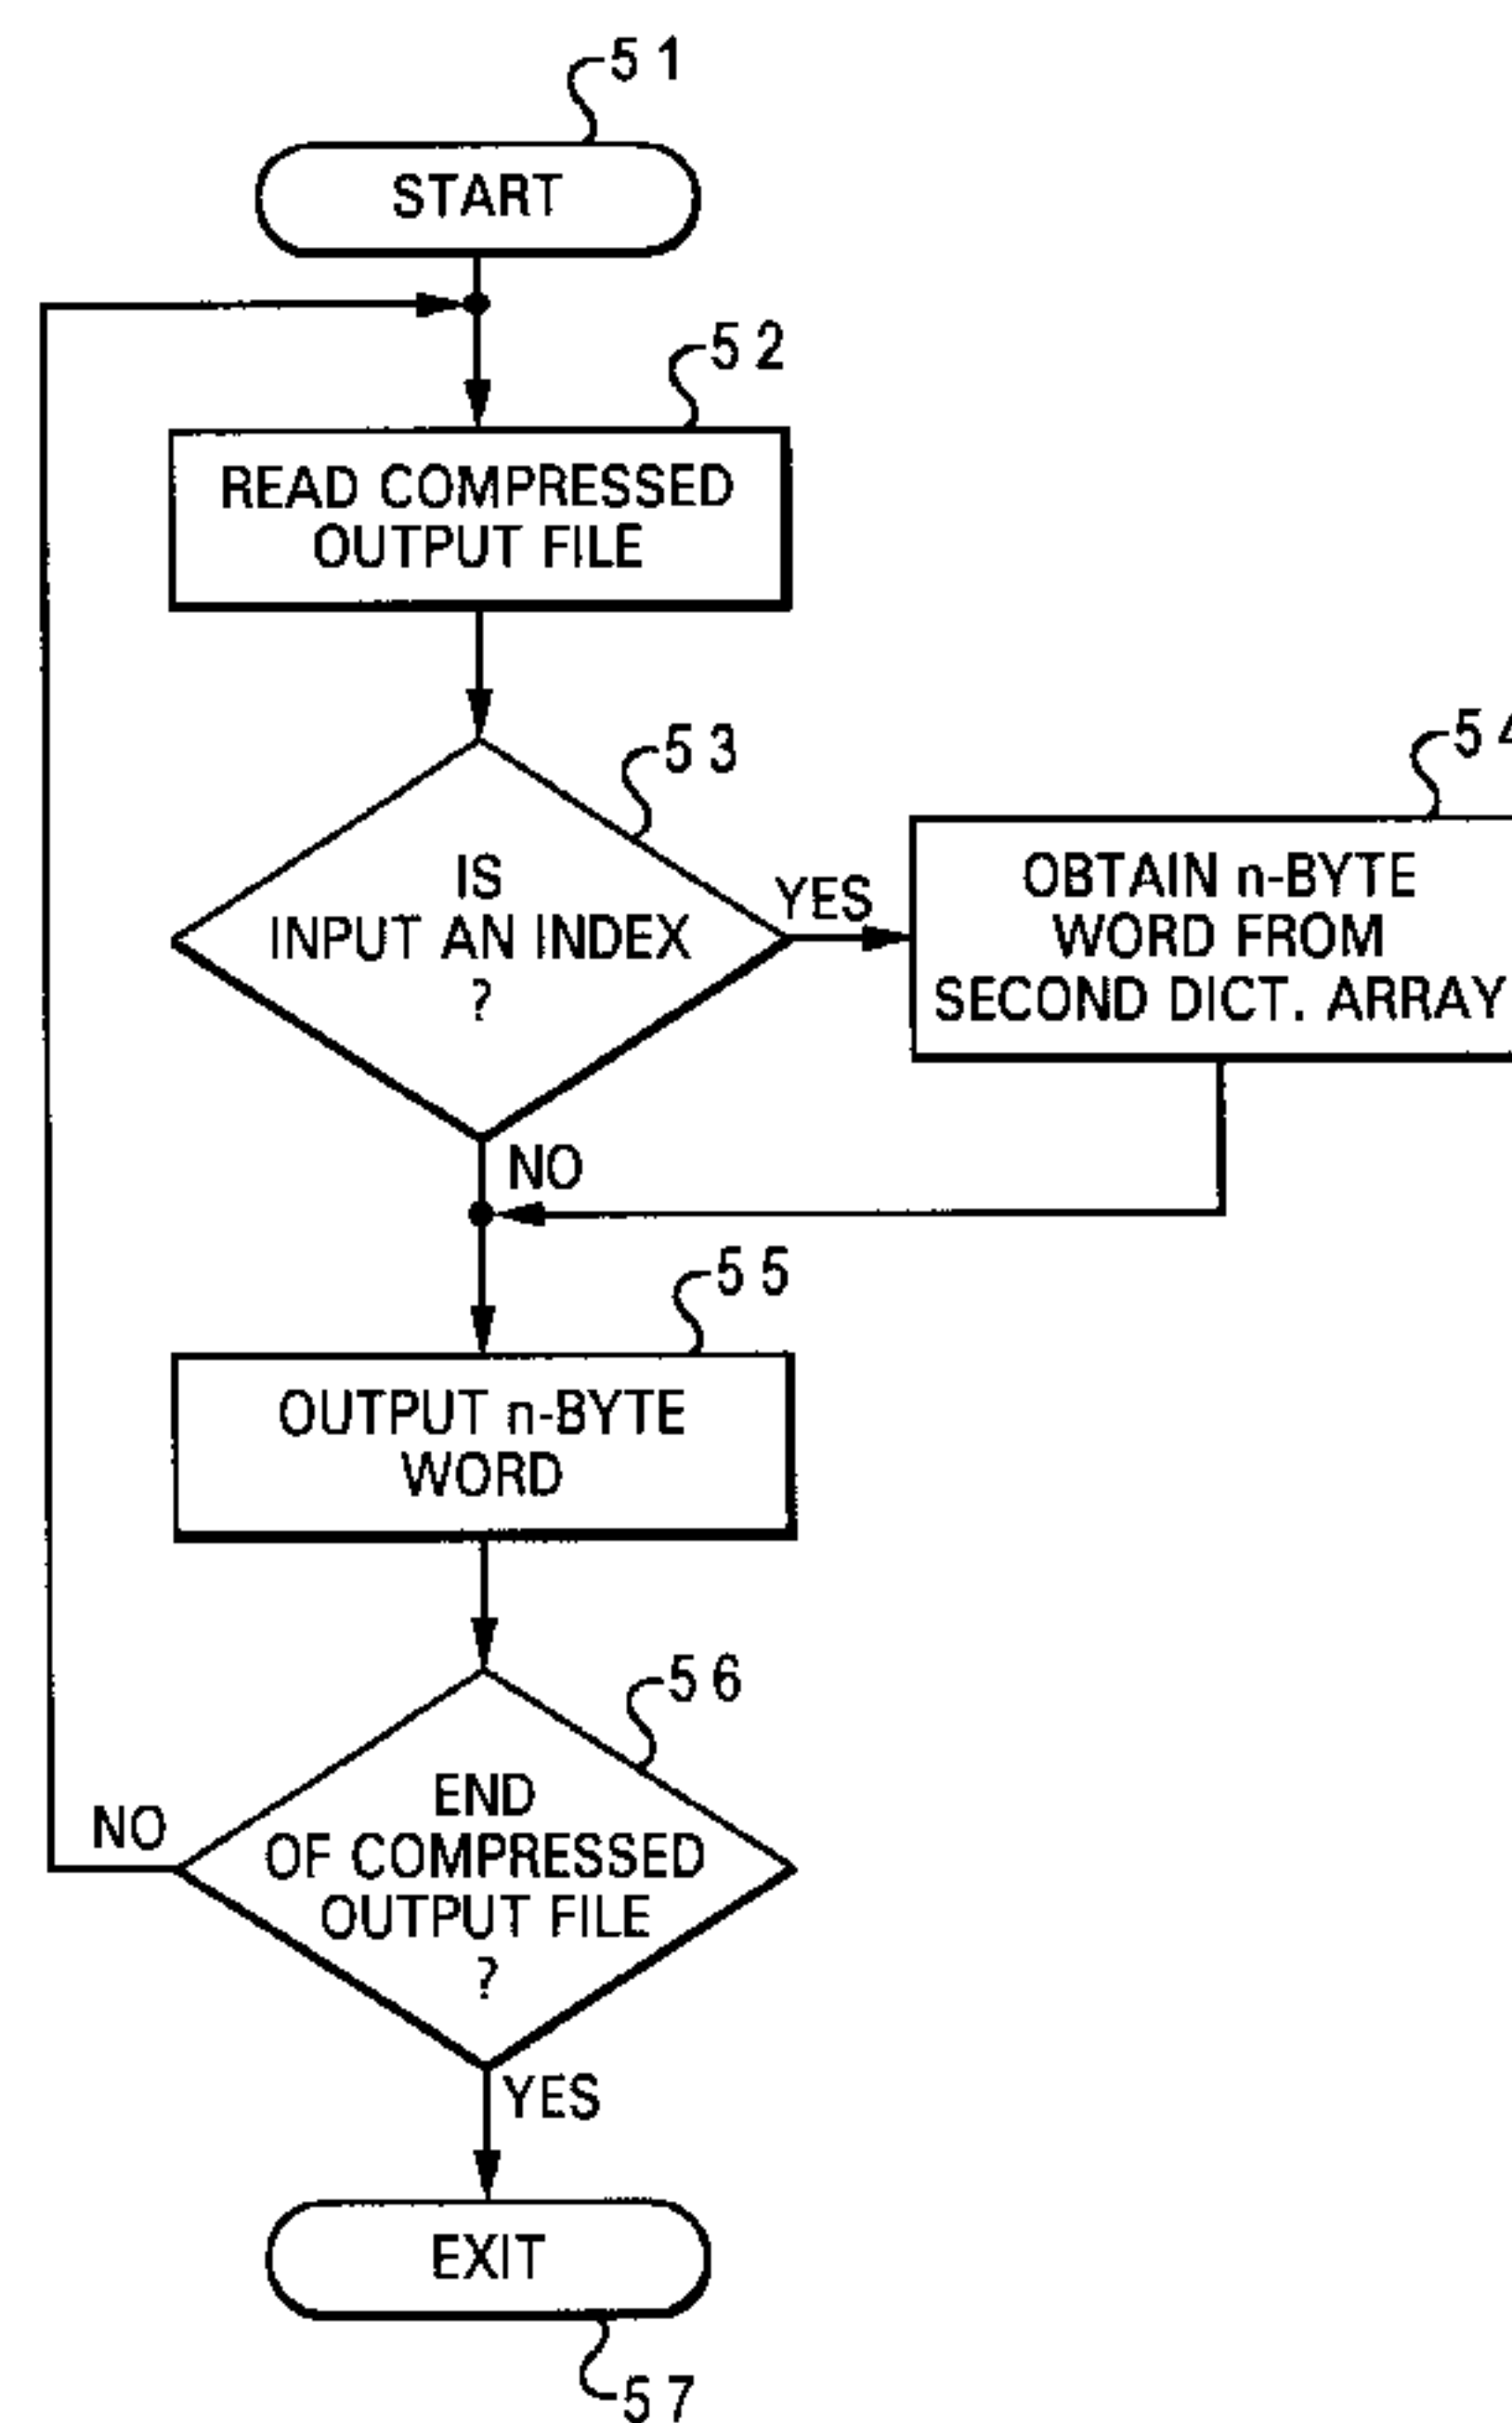 51
START
52
READ COMPRESSED
OUTPUT FILE
53
IS
INPUT AN INDEX
?
YES
54
OBTAIN n-BYTE
WORD FROM
SECOND DICT. ARRAY
NO
55
OUTPUT n-BYTE
WORD
56
END
OF COMPRESSED
OUTPUT FILE
?
NO
YES
EXIT
57